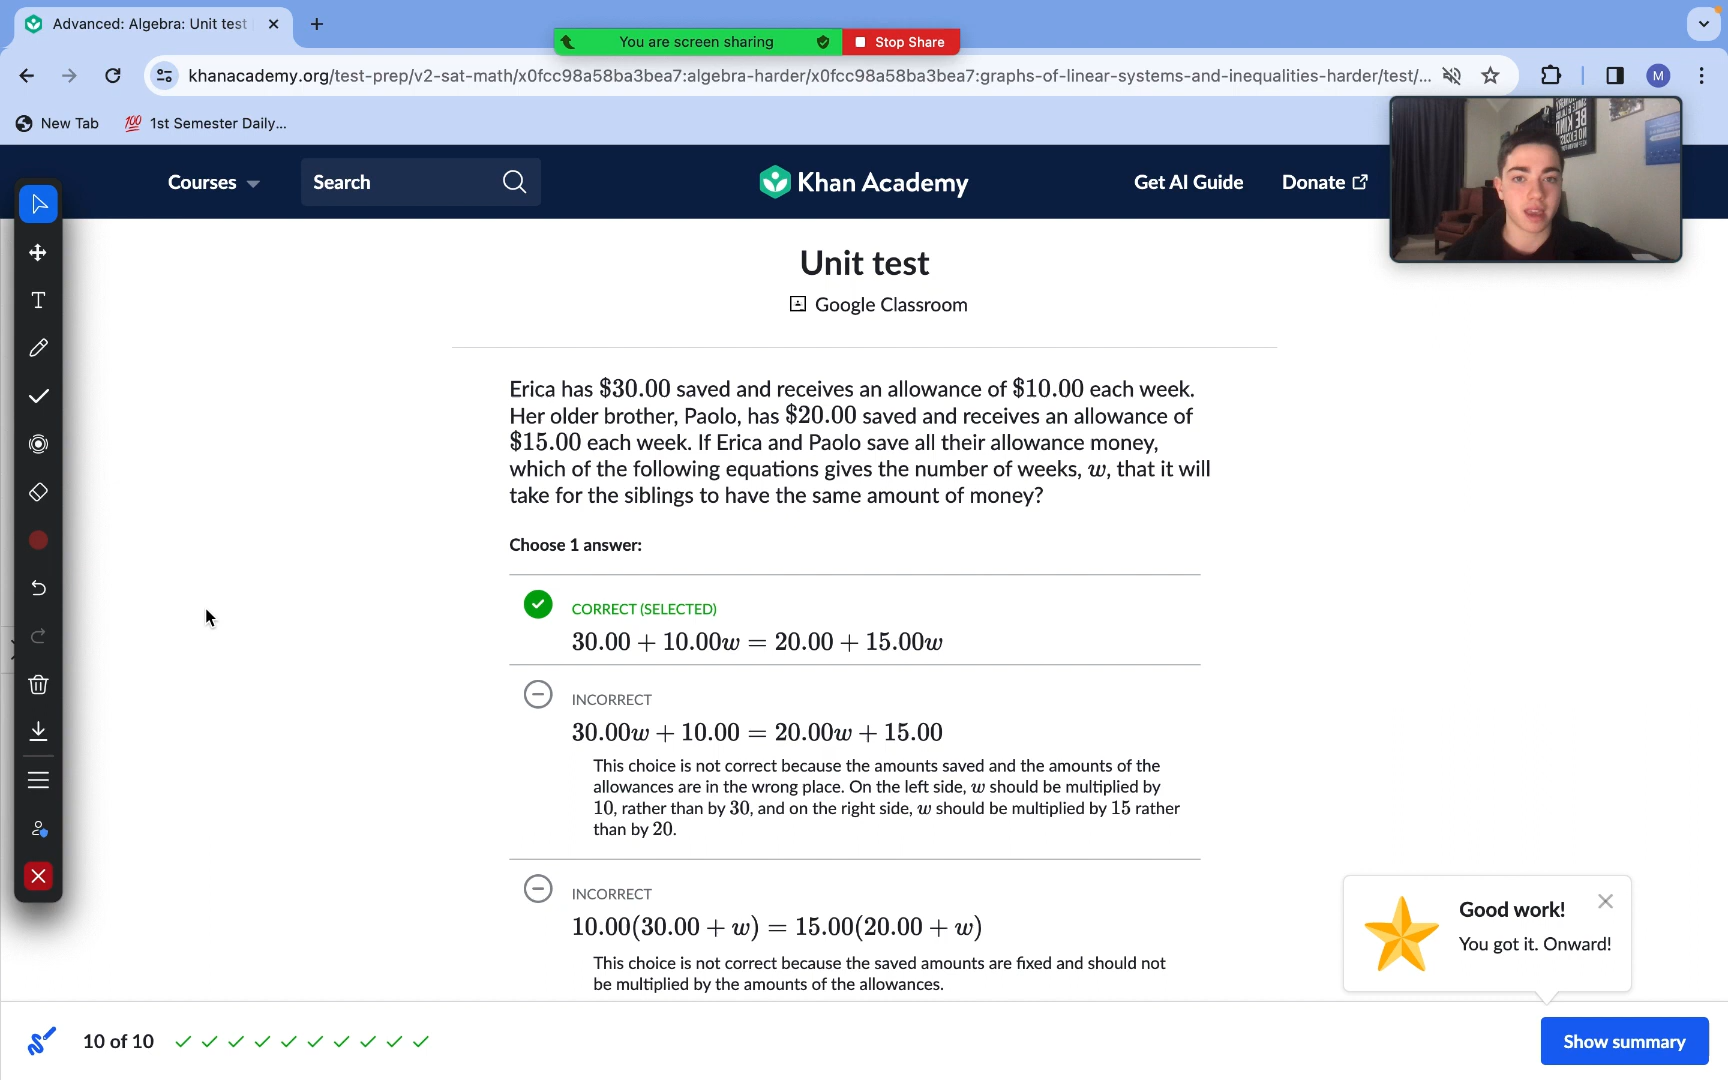 Advanced: Algebra: Unit test
You are screen sharing
Stop Share
khanacademy.org/test-prep/v2-sat-math/x0fcc98a58ba3bea7:algebra-harder/x0fcc98a58ba3bea7:graphs-of-linear-systems-and-inequalities-harder/test/...
M
New Tab
💯 1st Semester Daily...
BE KIND
NO EXCUSES
Courses
Search
Khan Academy
Get AI Guide
Donate
T
Unit test
Google Classroom
Erica has $30.00 saved and receives an allowance of $10.00 each week.
Her older brother, Paolo, has $20.00 saved and receives an allowance of
$15.00 each week. If Erica and Paolo save all their allowance money,
which of the following equations gives the number of weeks, w, that it will
take for the siblings to have the same amount of money?
Choose 1 answer:
CORRECT (SELECTED)
30.00 + 10.00w = 20.00 + 15.00w
INCORRECT
30.00w + 10.00 = 20.00w + 15.00
This choice is not correct because the amounts saved and the amounts of the
allowances are in the wrong place. On the left side, w should be multiplied by
10, rather than by 30, and on the right side, w should be multiplied by 15 rather
than by 20.
INCORRECT
10.00(30.00 + w) = 15.00(20.00 + w)
This choice is not correct because the saved amounts are fixed and should not
be multiplied by the amounts of the allowances.
Good work!
You got it. Onward!
10 of 10
Show summary